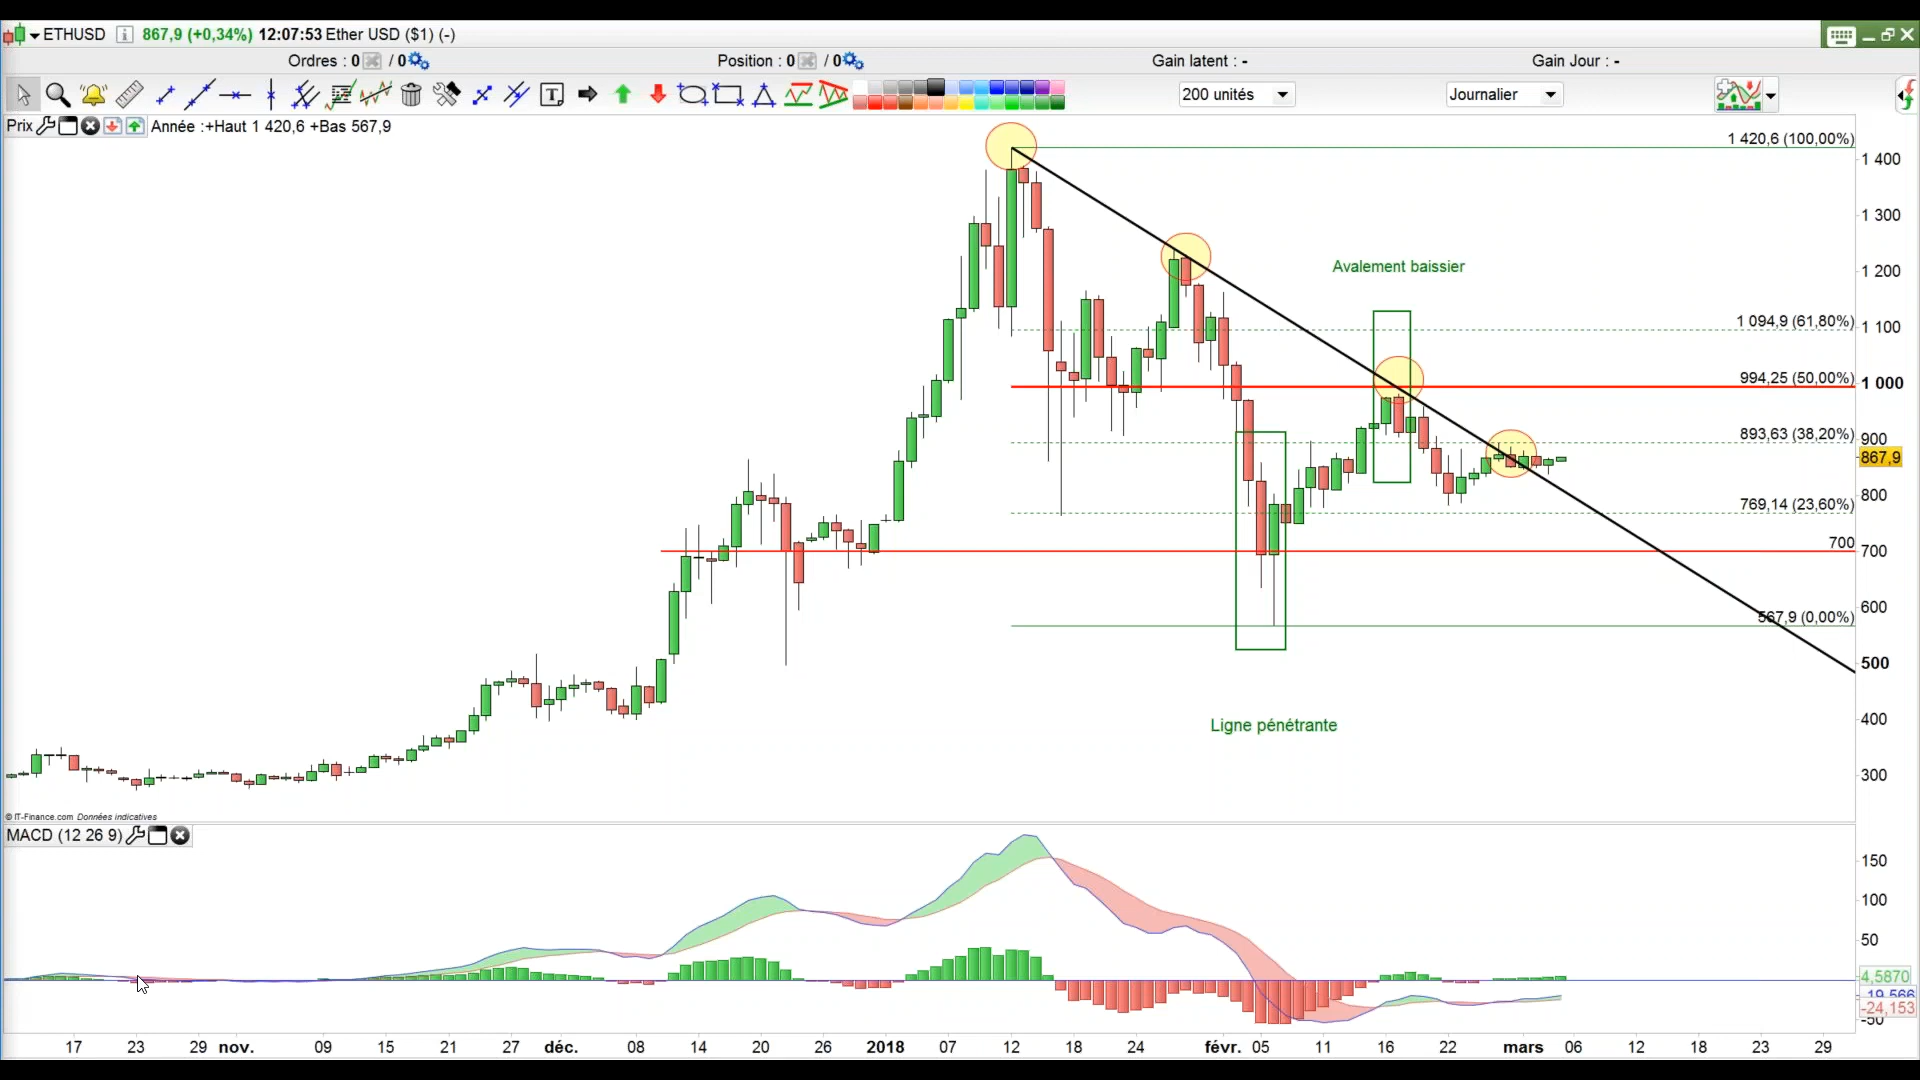 ETHUSD 867,9 (+0,34%) 12:07:53 Ether USD ($1) (-)
Ordres : 0 / 0 Position : 0 / 0 Gain latent : - Gain Jour : -
200 unités Journalier
Prix Année :+Haut 1 420,6 +Bas 567,9
1 420,6 (100,00%)
1 400
1 300
Avalement baissier
1 200
1 094,9 (61,80%)
1 100
994,25 (50,00%)
1 000
893,63 (38,20%)
900
867,9
769,14 (23,60%)
800
700
700
567,9 (0,00%)
600
500
Ligne pénétrante
400
300
© IT-Finance.com Données indicatives
MACD (12 26 9)
150
100
50
4,5870
-19,566
-24,153
-50
17 23 29 nov. 09 15 21 27 déc. 08 14 20 26 2018 07 12 18 24 févr. 05 11 16 22 mars 06 12 18 23 29